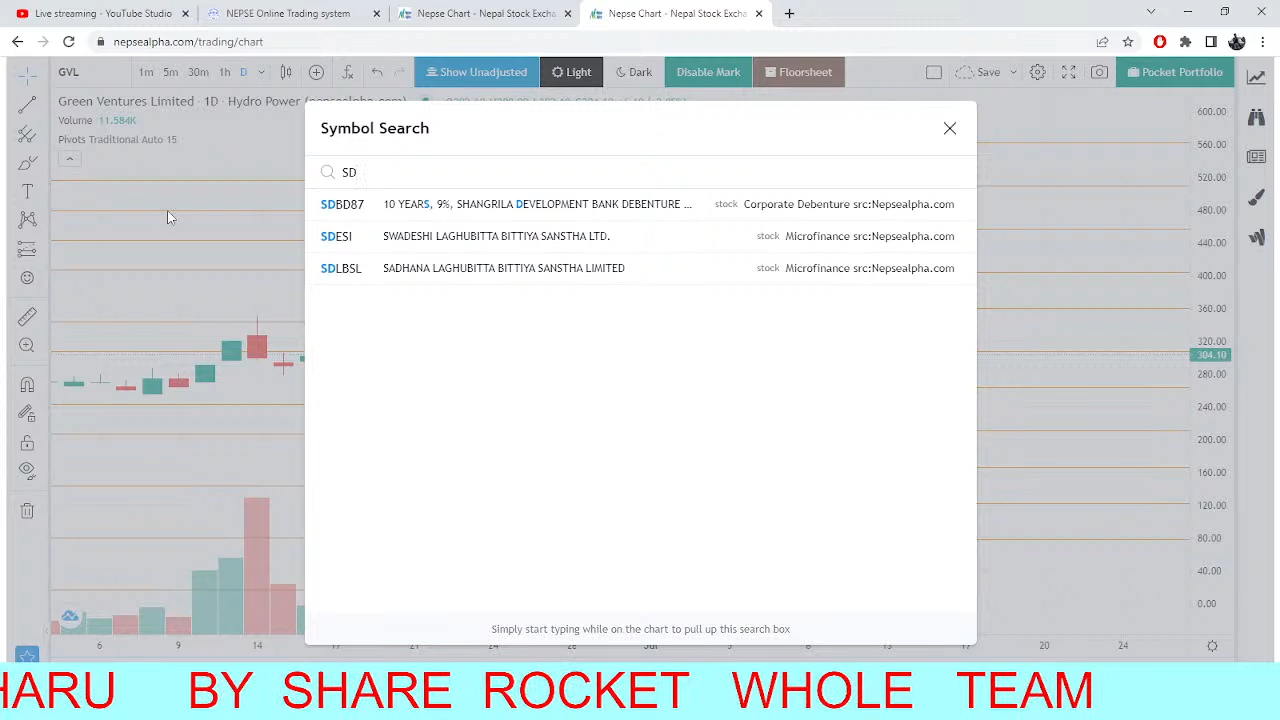 Live streaming - YouTube Studio
NEPSE Online Trading system
Nepse Chart - Nepal Stock Excha
Nepse Chart - Nepal Stock Excha
nepsealpha.com/trading/chart
GVL 1m 5m 30m 1h D Show Unadjusted Light Dark Disable Mark Floorsheet Save Pocket Portfolio
Green Ventures Limited · 1D · Hydro Power (nepsealpha.com)
Volume 11.584K
Pivots Traditional Auto 15
Symbol Search
SD
SDBD87 10 YEARS, 9%, SHANGRILA DEVELOPMENT BANK DEBENTURE ... stock Corporate Debenture src:Nepsealpha.com
SDESI SWADESHI LAGHUBITTA BITTIYA SANSTHA LTD. stock Microfinance src:Nepsealpha.com
SDLBSL SADHANA LAGHUBITTA BITTIYA SANSTHA LIMITED stock Microfinance src:Nepsealpha.com
Simply start typing while on the chart to pull up this search box
600.00
560.00
520.00
480.00
440.00
400.00
360.00
320.00
304.10
280.00
240.00
200.00
160.00
120.00
80.00
40.00
0.00
6 9 14 20 24
HARU BY SHARE ROCKET WHOLE TEAM